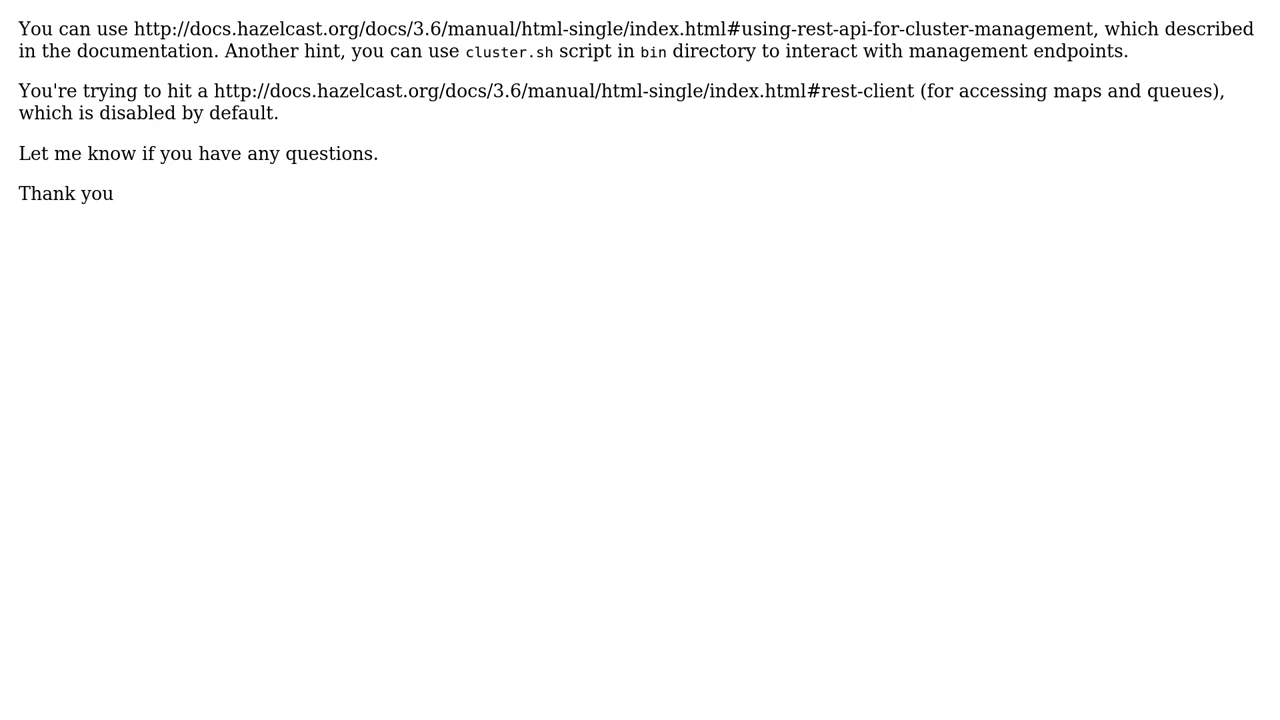 You can use http://docs.hazelcast.org/docs/3.6/manual/html-single/index.html#using-rest-api-for-cluster-management, which described
in the documentation. Another hint, you can use cluster.sh script in bin directory to interact with management endpoints.
You're trying to hit a http://docs.hazelcast.org/docs/3.6/manual/html-single/index.html#rest-client (for accessing maps and queues),
which is disabled by default.
Let me know if you have any questions.
Thank you